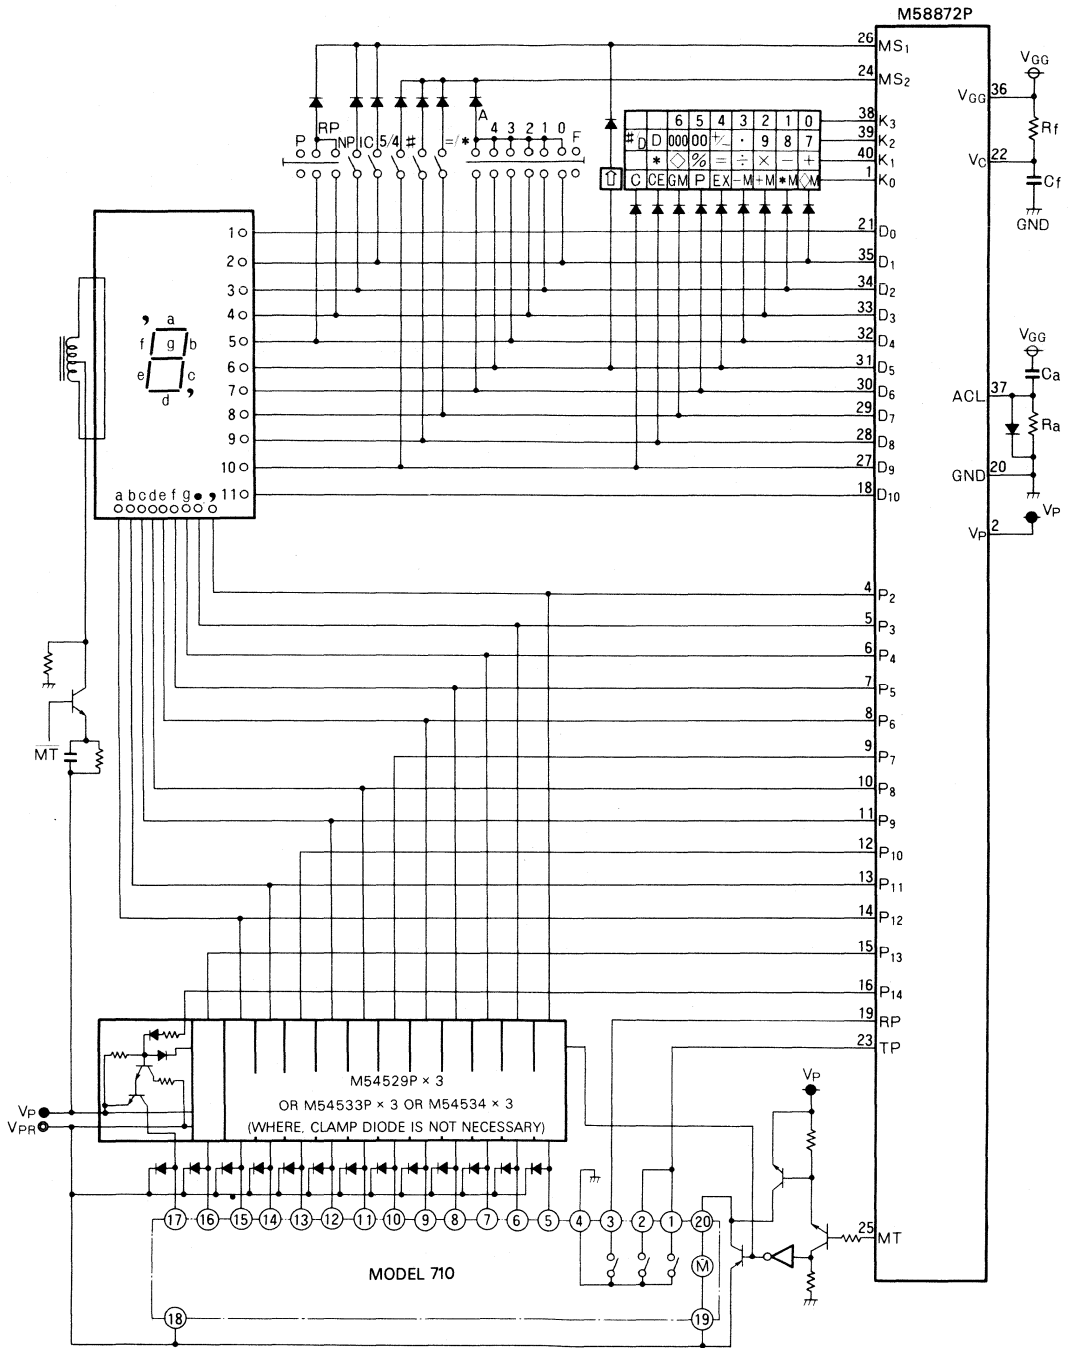 M58872P
26 MS1
24 MS2
38 K3
39 K2
40 K1
1 K0
21 D0
35 D1
34 D2
33 D3
32 D4
31 D5
30 D6
29 D7
28 D8
27 D9
18 D10
4 P2
5 P3
6 P4
7 P5
8 P6
9 P7
10 P8
11 P9
12 P10
13 P11
14 P12
15 P13
16 P14
19 RP
23 TP
25 MT
VGG 36
VC 22
ACL 37
GND 20
VP 2
VGG
Rf
Cf
GND
VGG
Ca
Ra
VP
P RP NP IC 5/4 # =/*
A 4 3 2 1 0 F
6 5 4 3 2 1 0
#/D D 000 00 +/− · 9 8 7
* ◇ % = ÷ × − +
⇧ C CE GM P EX −M +M *M ◇M
1
2
3
4
5
6
7
8
9
10
11
, a
f g b
e c
d ,
a b c d e f g ● ,
MT
VP
VPR
M54529P × 3
OR M54533P × 3 OR M54534 × 3
(WHERE, CLAMP DIODE IS NOT NECESSARY)
VP
17 16 15 14 13 12 11 10 9 8 7 6 5 4 3 2 1 20
MODEL 710
M
18 19